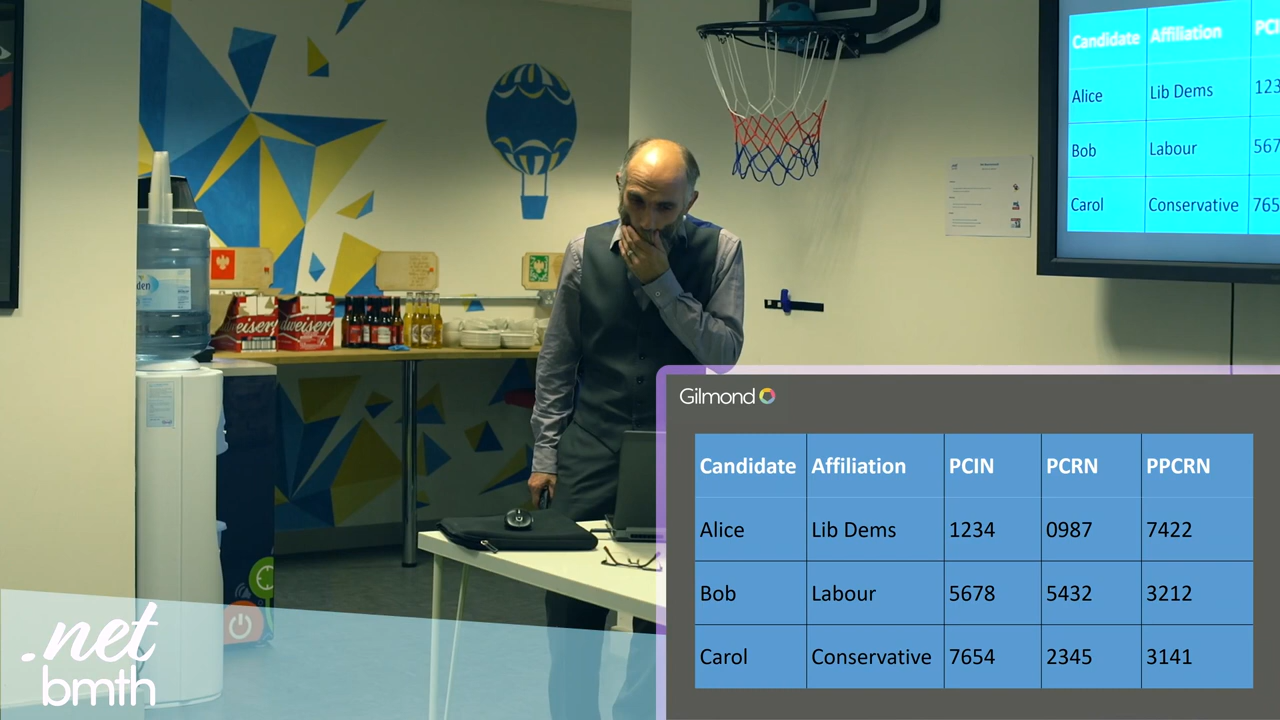 Candidate Affiliation
Alice Lib Dems 123
Bob Labour 567
Carol Conservative 765
Budweiser
Gilmond
Candidate Affiliation PCIN PCRN PPCRN
Alice Lib Dems 1234 0987 7422
Bob Labour 5678 5432 3212
Carol Conservative 7654 2345 3141
.net
bmth